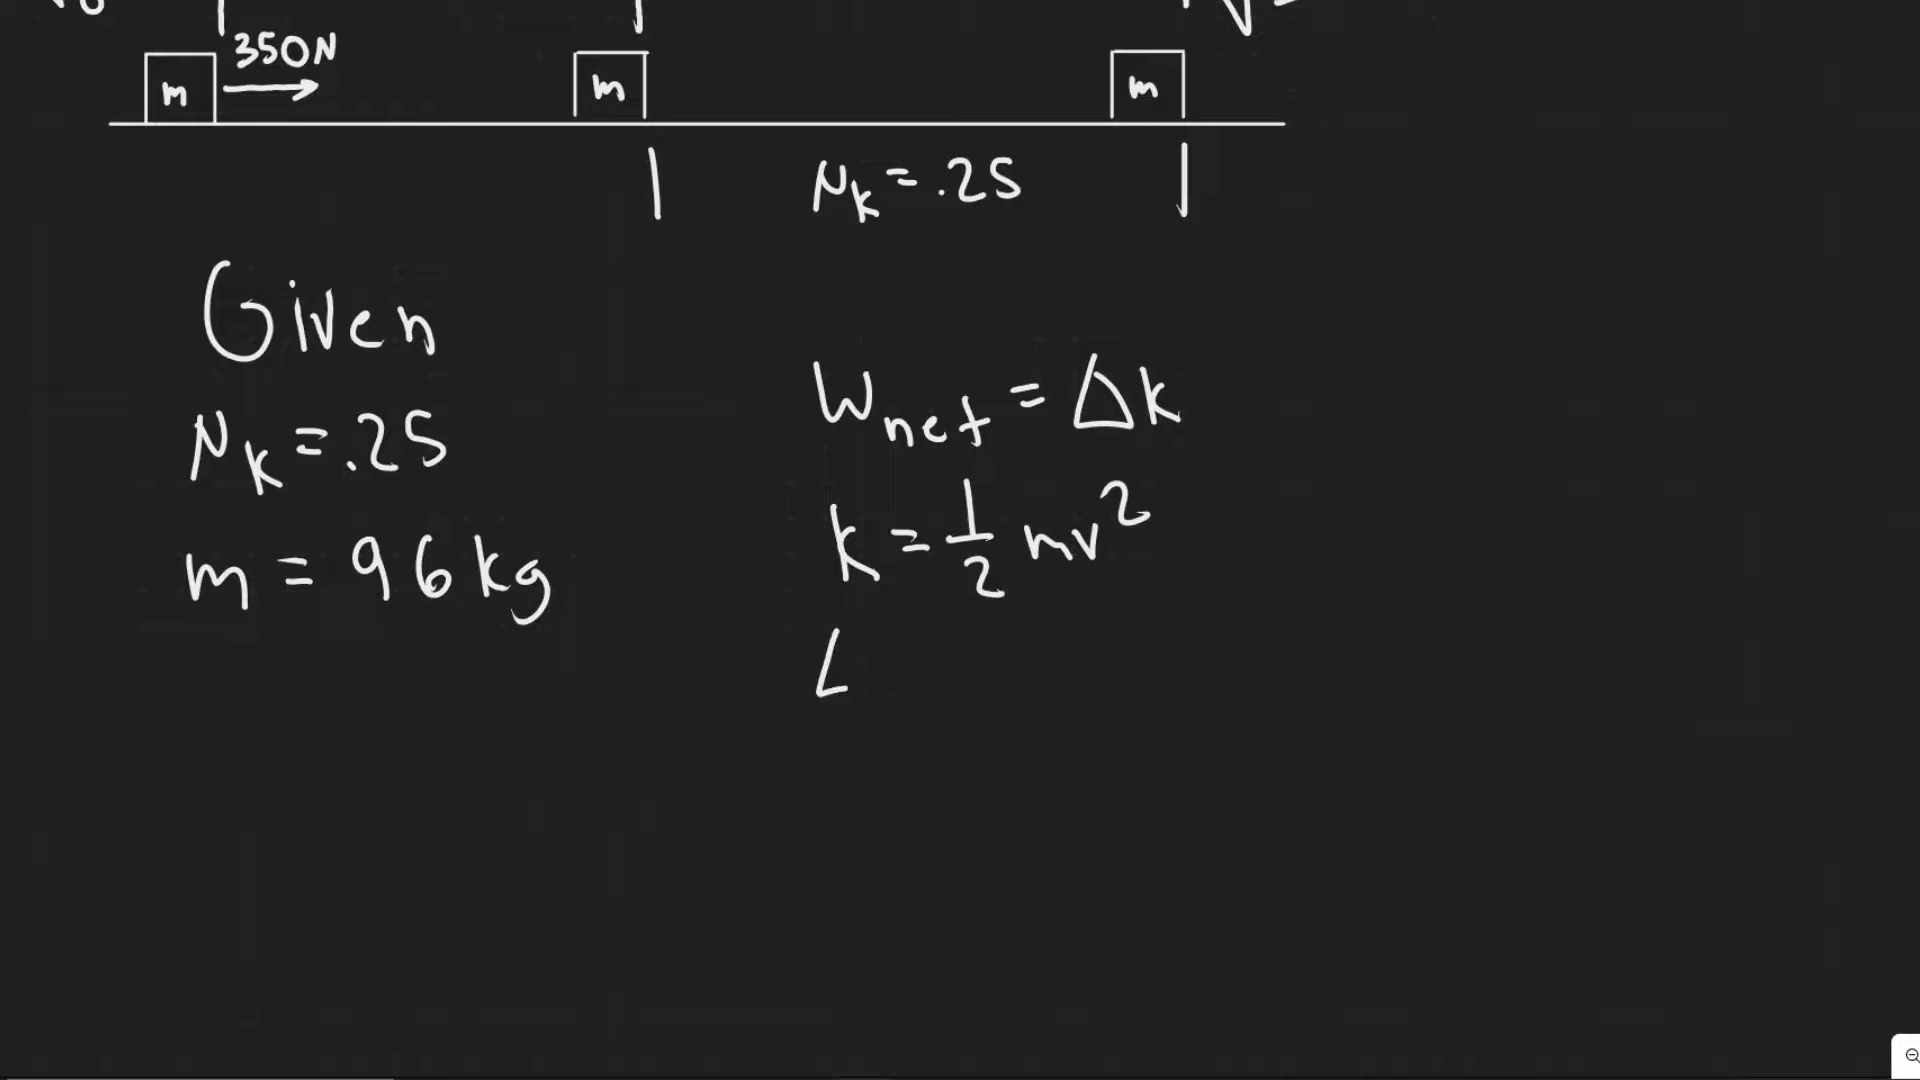 350N
m
m
m
μk = .25
Given
μk = .25
m = 96 kg
Wnet = Δk
k = 1/2 mv²